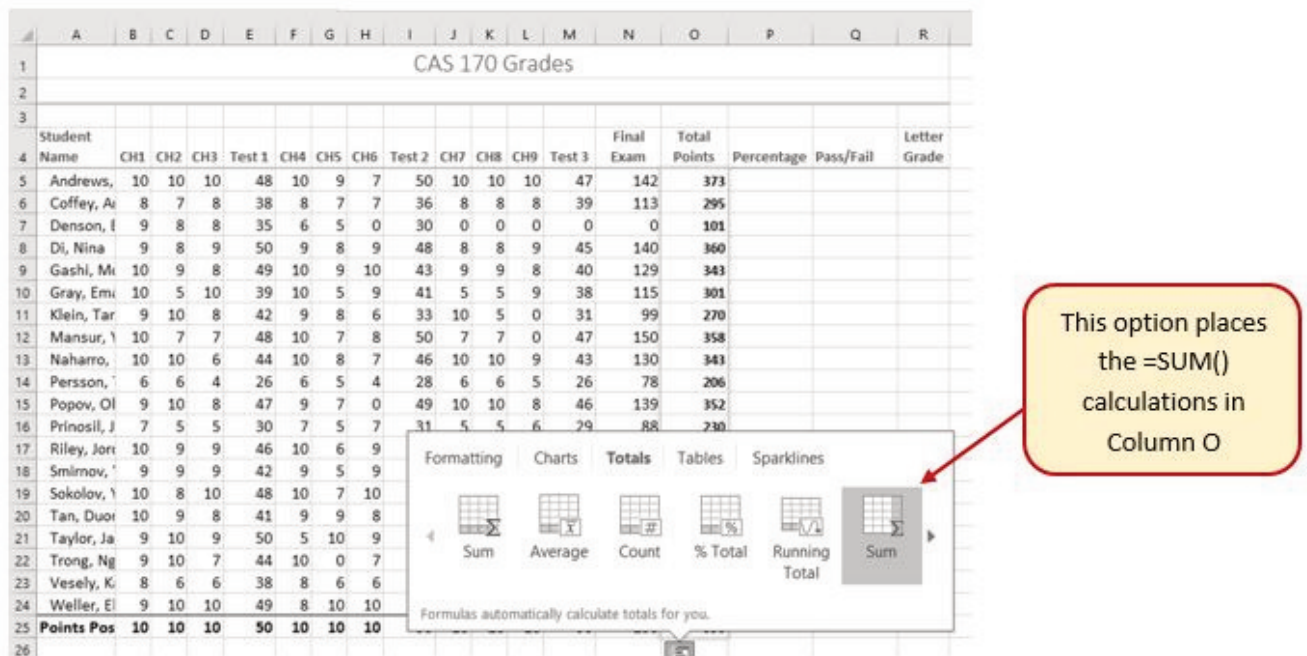 A B C D E F G H I J K L M N O P Q R
1 CAS 170 Grades
2
3
Student Final Total Letter
4 Name CH1 CH2 CH3 Test 1 CH4 CH5 CH6 Test 2 CH7 CH8 CH9 Test 3 Exam Points Percentage Pass/Fail Grade
5 Andrews, 10 10 10 48 10 9 7 50 10 10 10 47 142 373
6 Coffey, A 8 7 8 38 8 7 7 36 8 8 8 39 113 295
7 Denson, 9 8 8 35 6 5 0 30 0 0 0 0 0 101
8 Di, Nina 9 8 9 50 9 8 9 48 8 8 9 45 140 360
9 Gashi, M 10 9 8 49 10 9 10 43 9 9 8 40 129 343
10 Gray, Em 10 5 10 39 10 5 9 41 5 5 9 38 115 301
11 Klein, Tar 9 10 8 42 9 8 6 33 10 5 0 31 99 270
12 Mansur, 10 7 7 48 10 7 8 50 7 7 0 47 150 358
13 Naharro, 10 10 6 44 10 8 7 46 10 10 9 43 130 343
14 Persson, 6 6 4 26 6 5 4 28 6 6 5 26 78 206
15 Popov, Ol 9 10 8 47 9 7 0 49 10 10 8 46 139 352
16 Prinosil, J 7 5 5 30 7 5 7 31 5 5 6 29 88 230
17 Riley, Jor 10 9 9 46 10 6 9
18 Smirnov, 9 9 9 42 9 5 9
19 Sokolov, 10 8 10 48 10 7 10
20 Tan, Duo 10 9 8 41 9 9 8
21 Taylor, Ja 9 10 9 50 5 10 9
22 Trong, Ng 9 10 7 44 10 0 7
23 Vesely, K 8 6 6 38 8 6 6
24 Weller, El 9 10 10 49 8 10 10
25 Points Pos 10 10 10 50 10 10 10
26
Formatting Charts Totals Tables Sparklines
Sum Average Count % Total Running Total Sum
Formulas automatically calculate totals for you.
This option places
the =SUM()
calculations in
Column O